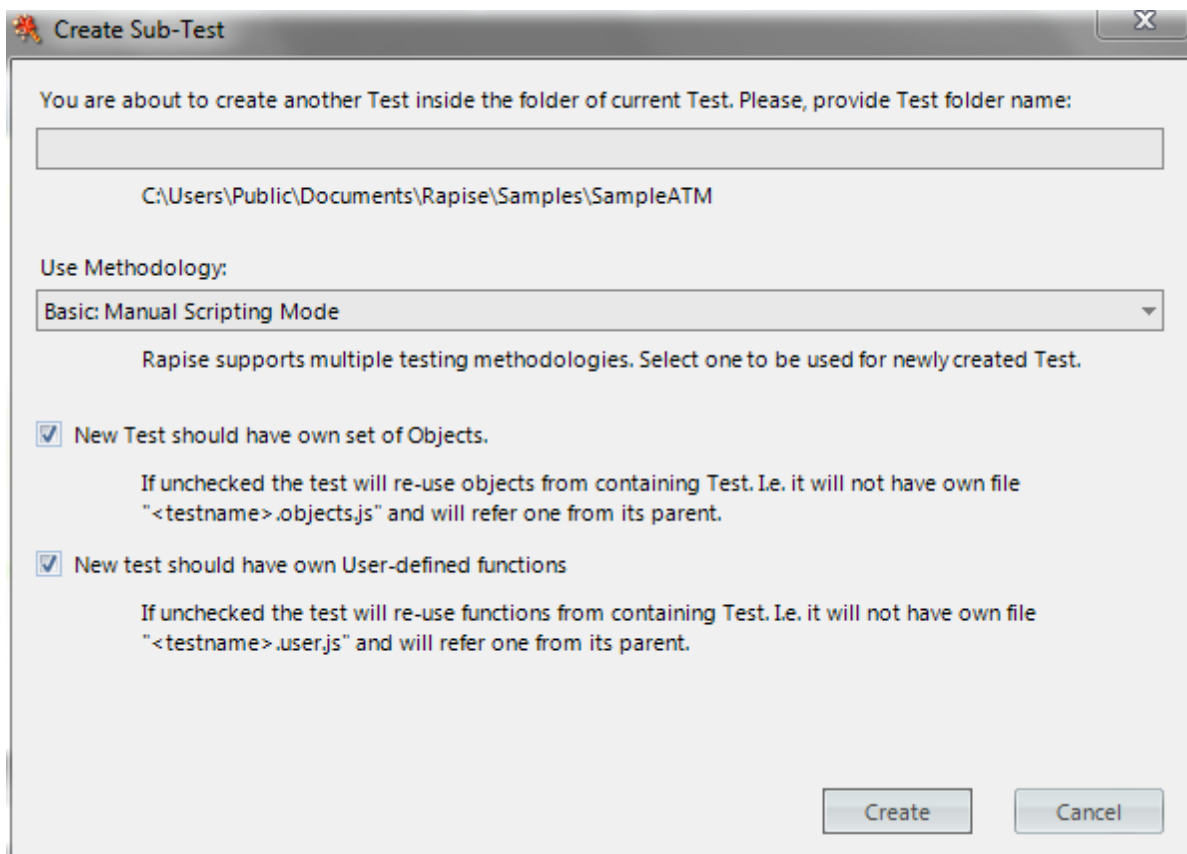 Create Sub-Test
You are about to create another Test inside the folder of current Test. Please, provide Test folder name:
C:\Users\Public\Documents\Rapise\Samples\SampleATM
Use Methodology:
Basic: Manual Scripting Mode
Rapise supports multiple testing methodologies. Select one to be used for newly created Test.
New Test should have own set of Objects.
If unchecked the test will re-use objects from containing Test. I.e. it will not have own file
"<testname>.objects.js" and will refer one from its parent.
New test should have own User-defined functions
If unchecked the test will re-use functions from containing Test. I.e. it will not have own file
"<testname>.user.js" and will refer one from its parent.
Create Cancel